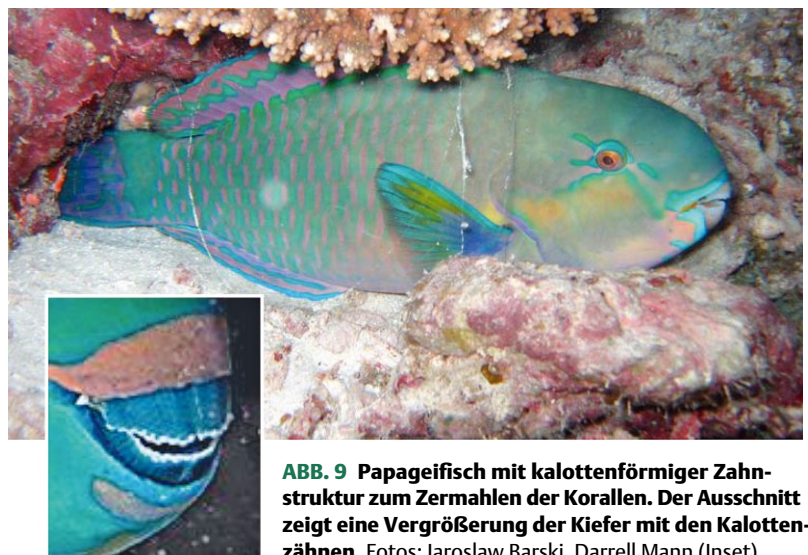 ABB. 9 Papageifisch mit kalottenförmiger Zahn-
struktur zum Zermahlen der Korallen. Der Ausschnitt
zeigt eine Vergrößerung der Kiefer mit den Kalotten-
zähnen. Fotos: Jaroslaw Barski, Darrell Mann (Inset)